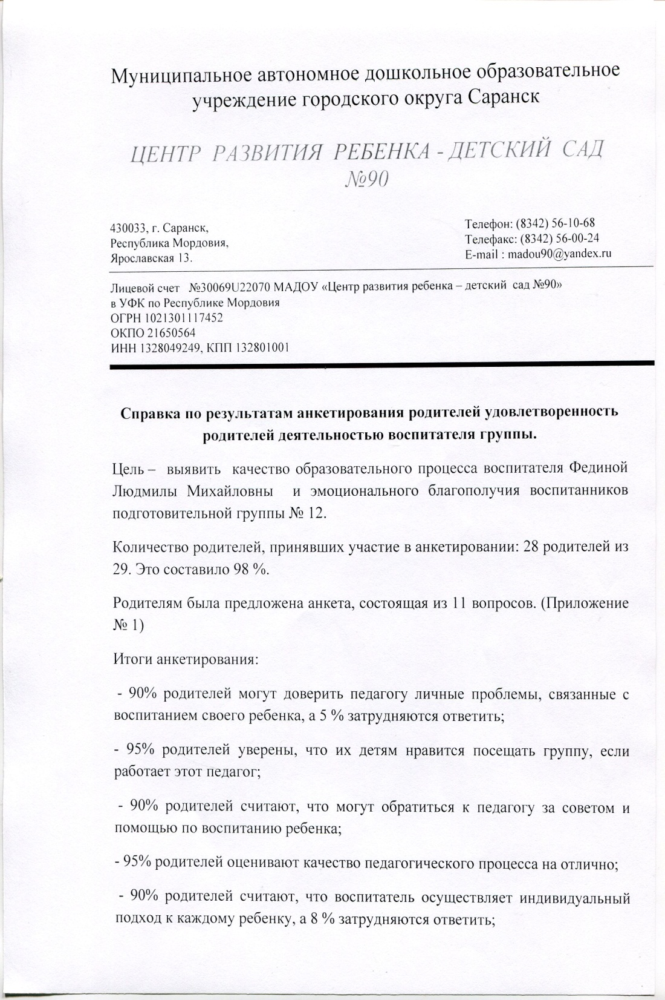 Муниципальное автономное дошкольное образовательное
учреждение городского округа Саранск
ЦЕНТР РАЗВИТИЯ РЕБЕНКА - ДЕТСКИЙ САД
№90
430033, г. Саранск,
Республика Мордовия,
Ярославская 13.
Телефон: (8342) 56-10-68
Телефакс: (8342) 56-00-24
E-mail : madou90@yandex.ru
Лицевой счет №30069U22070 МАДОУ «Центр развития ребенка – детский сад №90»
в УФК по Республике Мордовия
ОГРН 1021301117452
ОКПО 21650564
ИНН 1328049249, КПП 132801001
Справка по результатам анкетирования родителей удовлетворенность
родителей деятельностью воспитателя группы.
Цель – выявить качество образовательного процесса воспитателя Фединой
Людмилы Михайловны и эмоционального благополучия воспитанников
подготовительной группы № 12.
Количество родителей, принявших участие в анкетировании: 28 родителей из
29. Это составило 98 %.
Родителям была предложена анкета, состоящая из 11 вопросов. (Приложение
№ 1)
Итоги анкетирования:
- 90% родителей могут доверить педагогу личные проблемы, связанные с
воспитанием своего ребенка, а 5 % затрудняются ответить;
- 95% родителей уверены, что их детям нравится посещать группу, если
работает этот педагог;
- 90% родителей считают, что могут обратиться к педагогу за советом и
помощью по воспитанию ребенка;
- 95% родителей оценивают качество педагогического процесса на отлично;
- 90% родителей считают, что воспитатель осуществляет индивидуальный
подход к каждому ребенку, а 8 % затрудняются ответить;